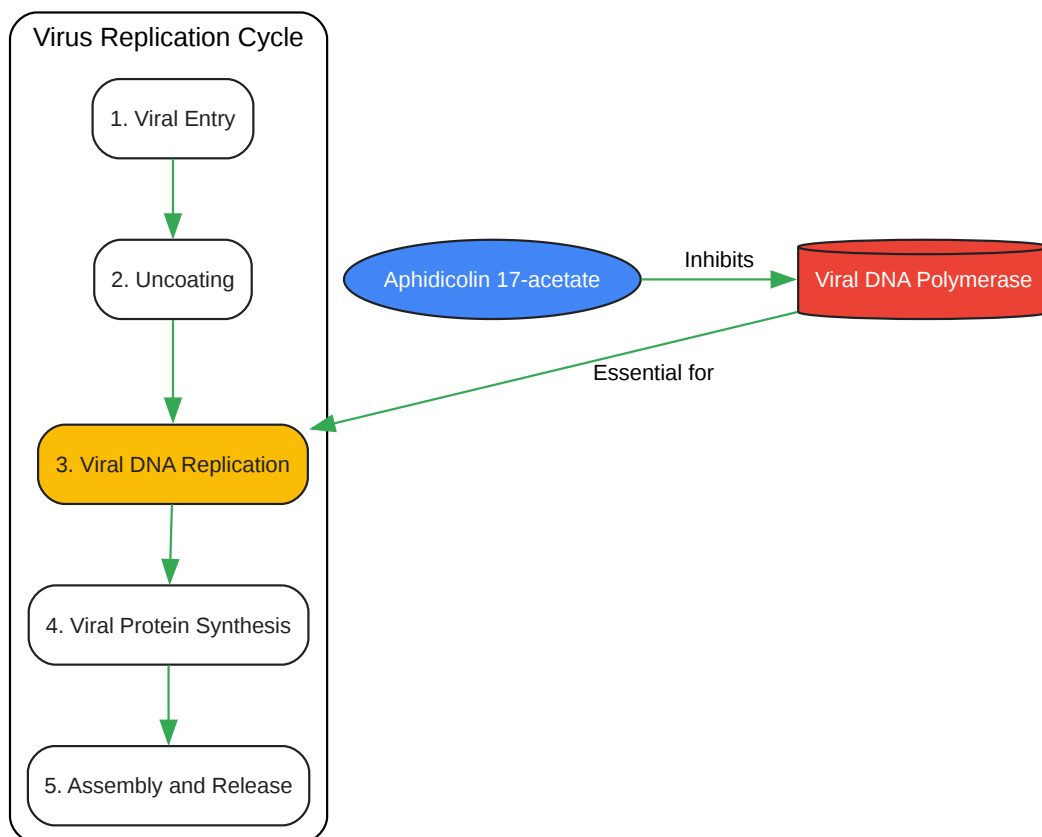 Virus Replication Cycle
1. Viral Entry
2. Uncoating
Aphidicolin 17-acetate
Inhibits
Viral DNA Polymerase
Essential for
3. Viral DNA Replication
4. Viral Protein Synthesis
5. Assembly and Release